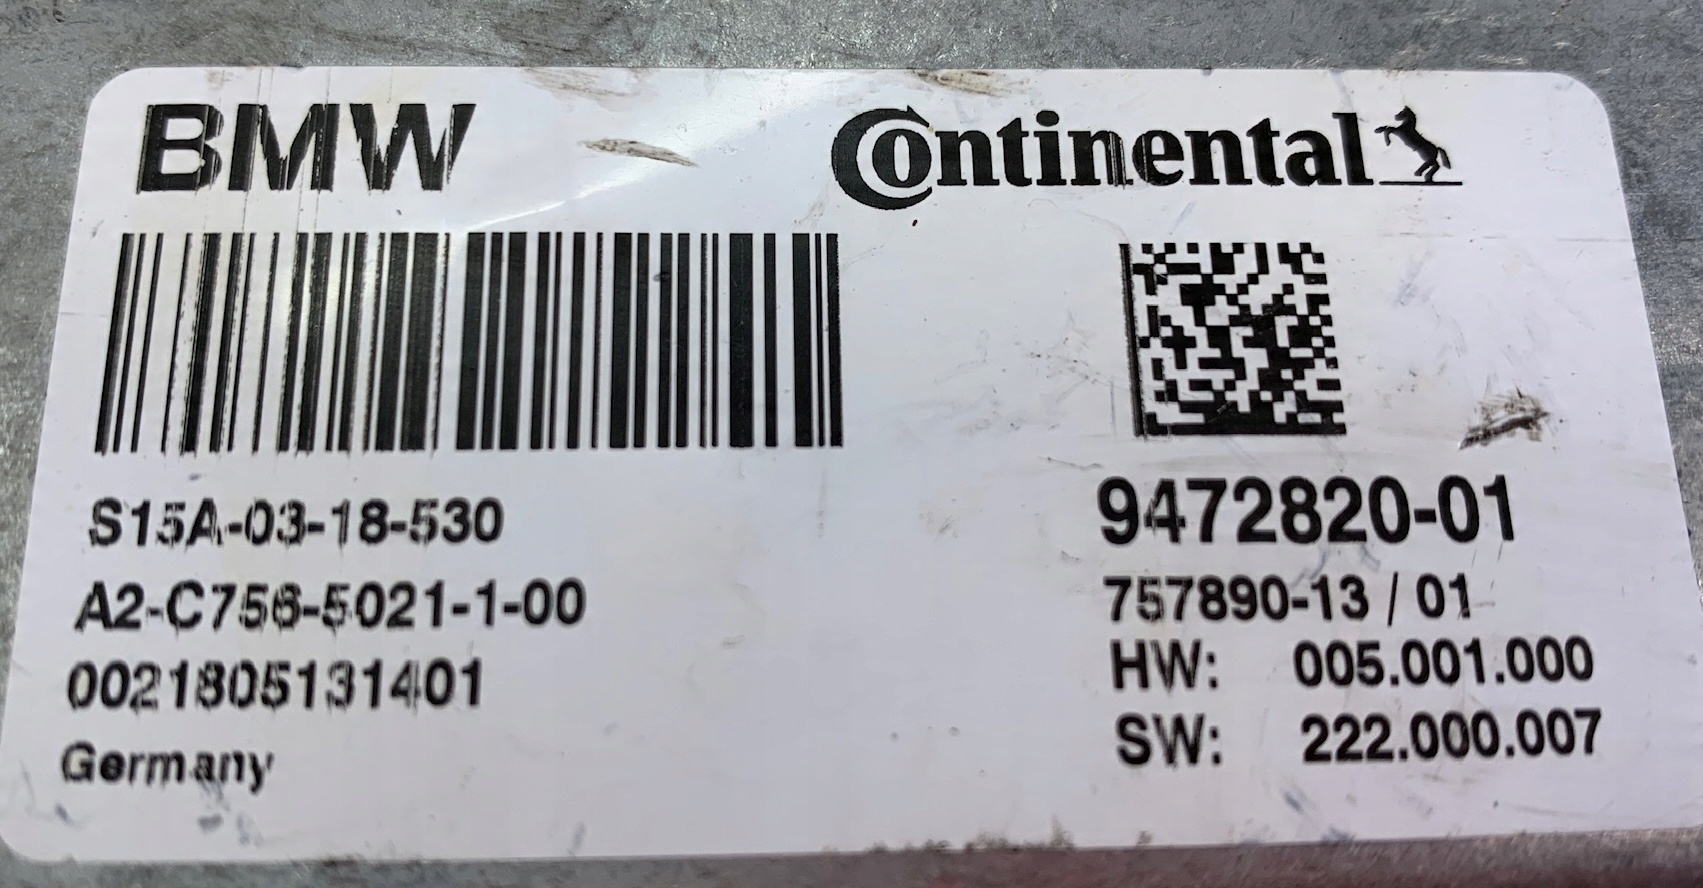 BMW
Continental
S15A-03-18-530
A2-C756-5021-1-00
0021805131401
Germany
9472820-01
757890-13 / 01
HW: 005.001.000
SW: 222.000.007